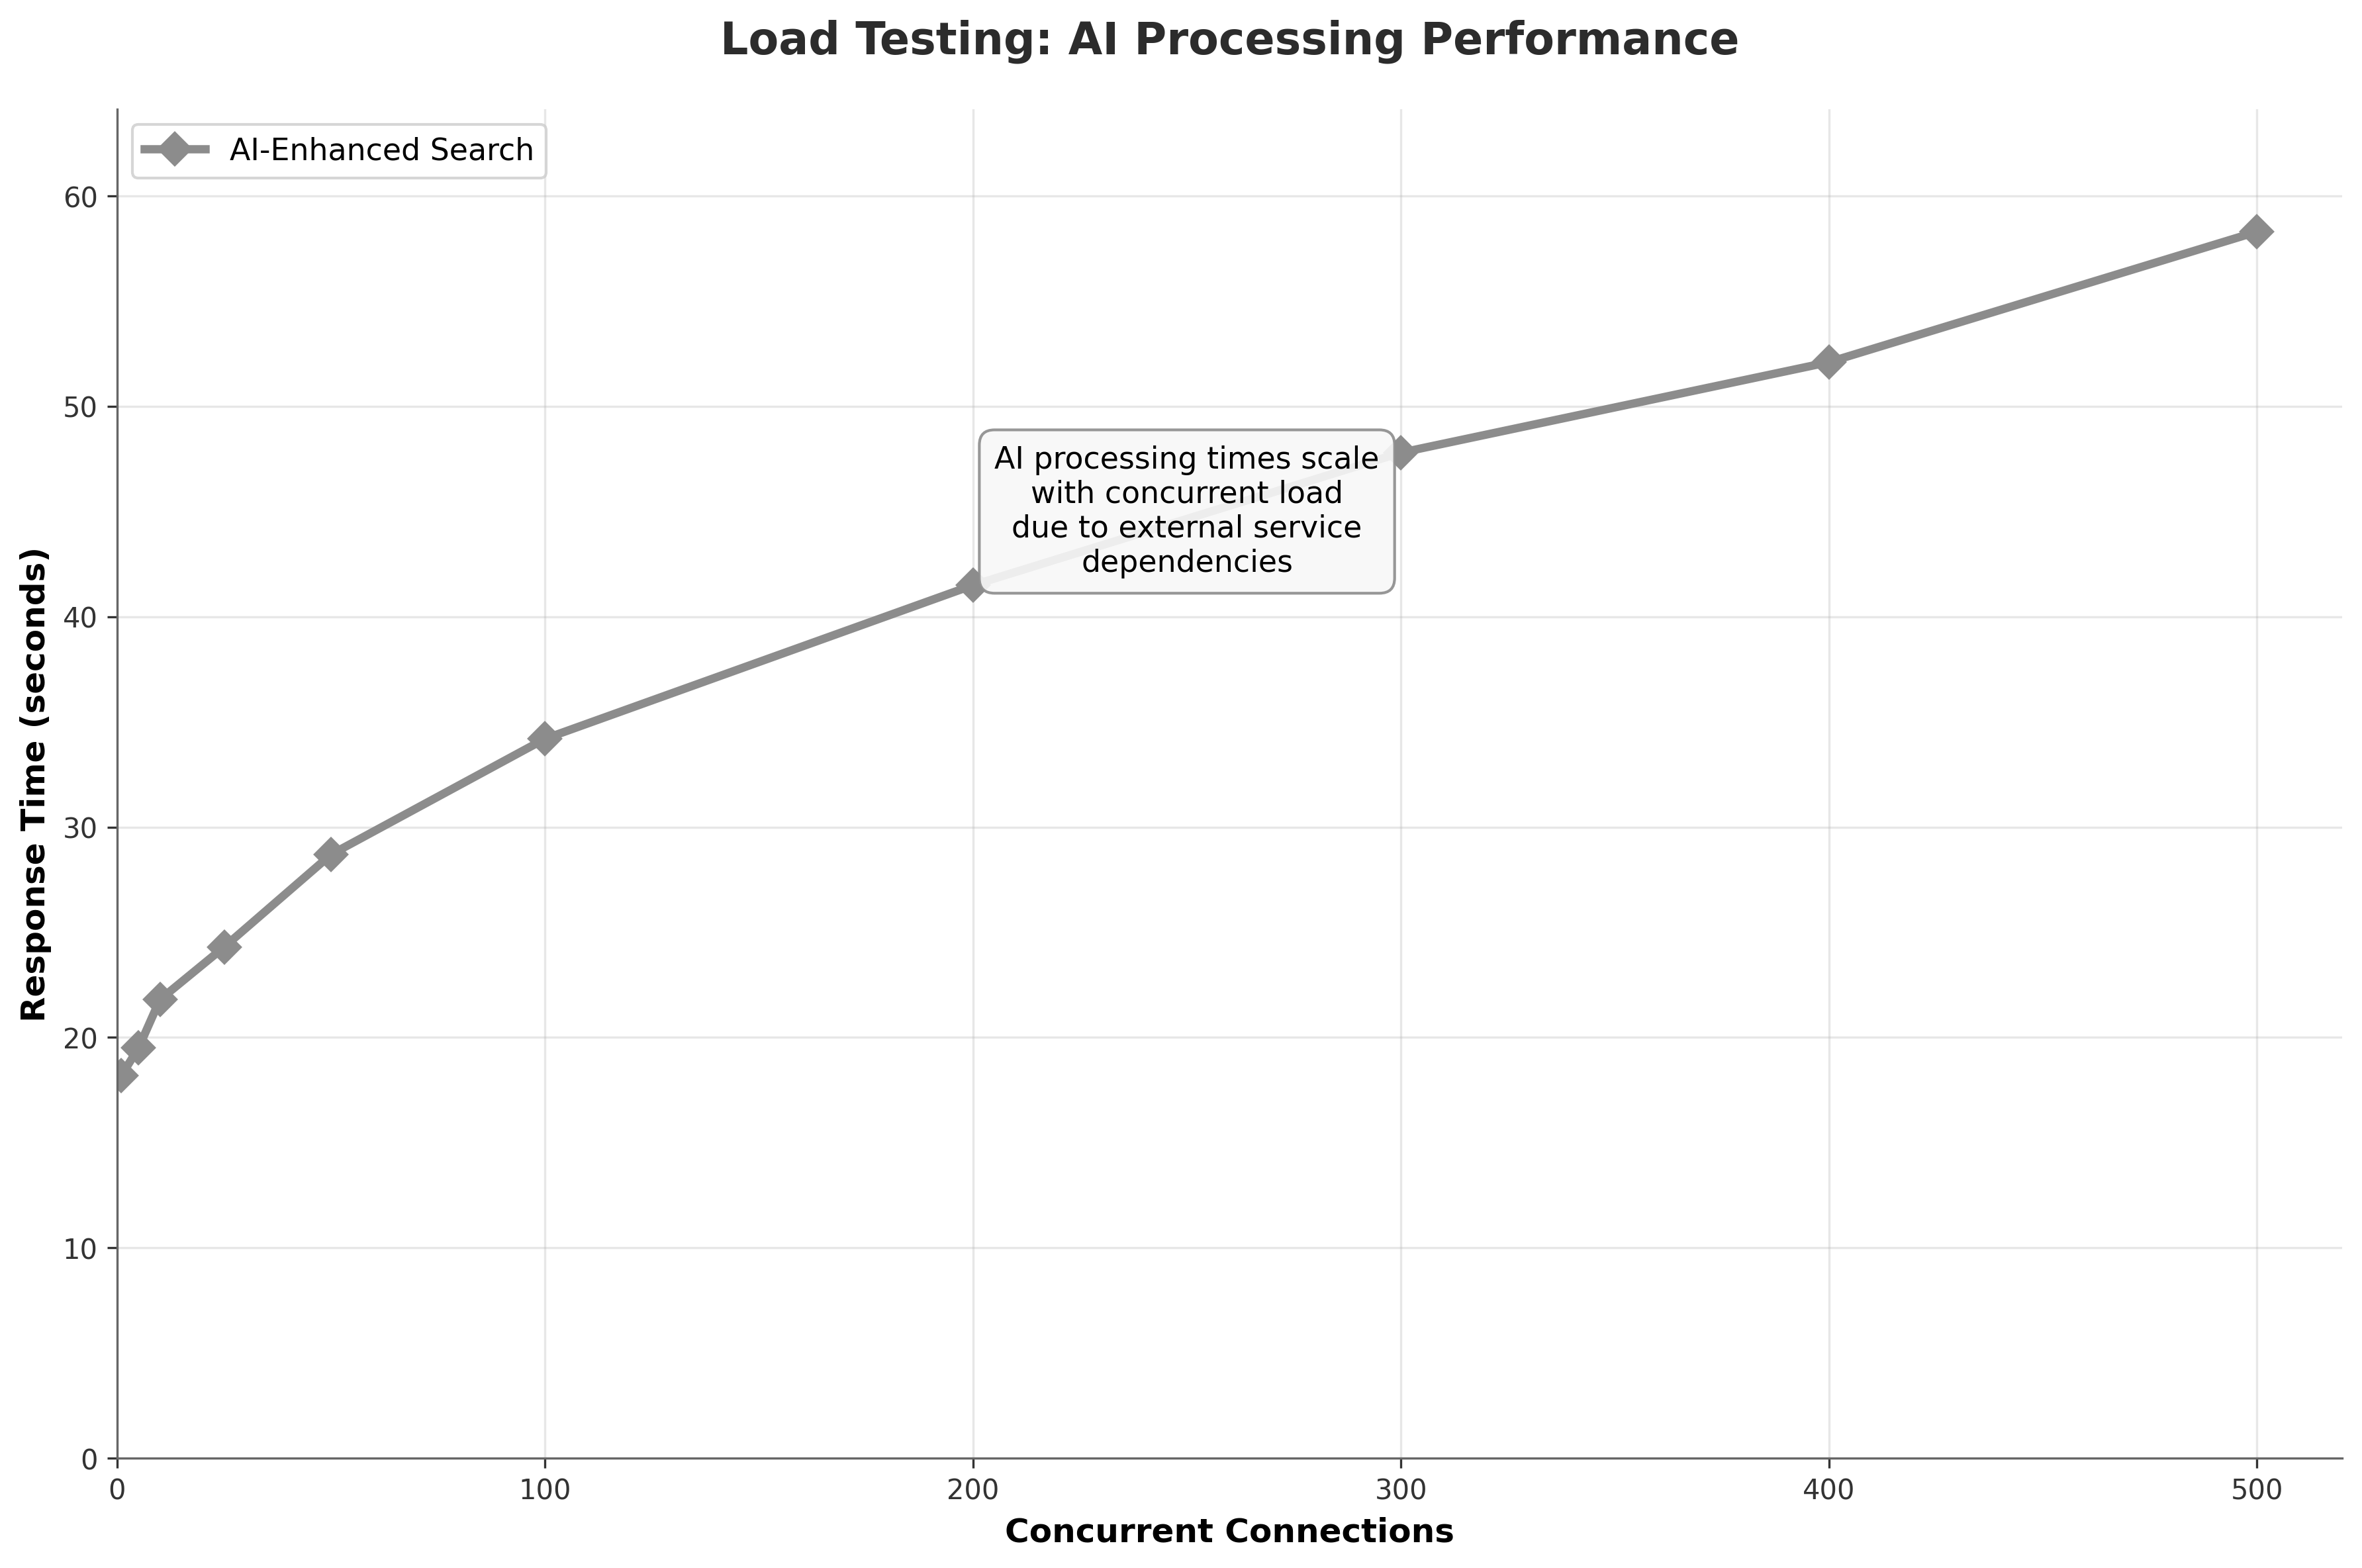 Load Testing: AI Processing Performance
AI-Enhanced Search
60
50
40
30
20
10
0
Response Time (seconds)
AI processing times scale
with concurrent load
due to external service
dependencies
0
100
200
300
400
500
Concurrent Connections